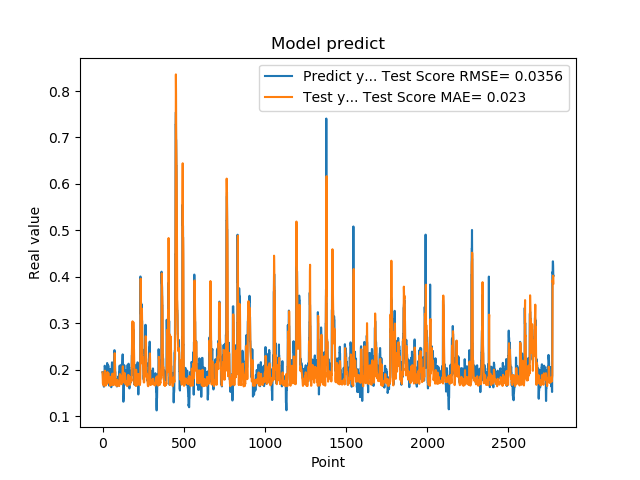 Model predict
Predict y... Test Score RMSE= 0.0356
Test y... Test Score MAE= 0.023
Real value
0.8
0.7
0.6
0.5
0.4
0.3
0.2
0.1
0 500 1000 1500 2000 2500
Point